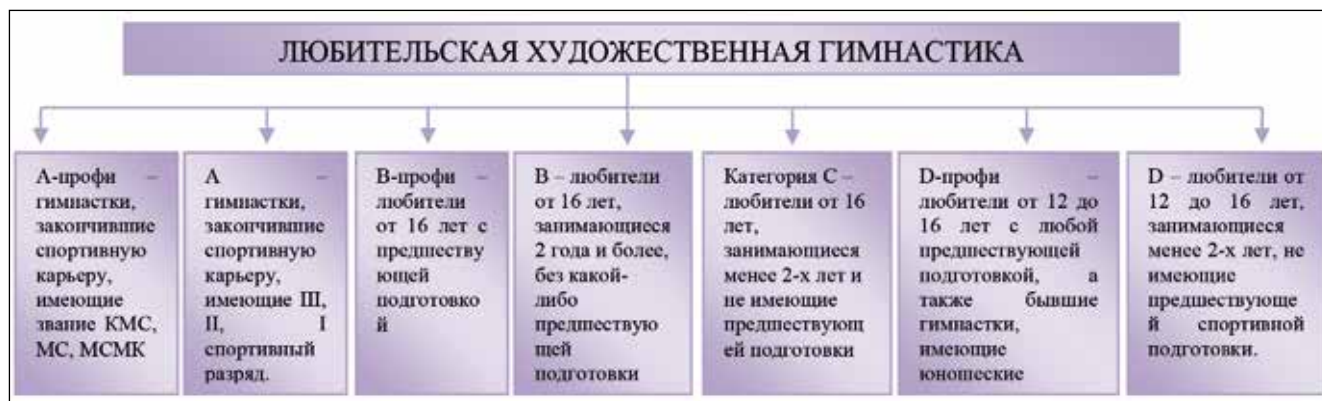 ЛЮБИТЕЛЬСКАЯ ХУДОЖЕСТВЕННАЯ ГИМНАСТИКА
А-профи –
гимнастки,
закончившие
спортивную
карьеру,
имеющие
звание КМС,
МС, МСМК
А –
гимнастки,
закончившие
спортивную
карьеру,
имеющие III,
II, I
спортивный
разряд.
В-профи –
любители
от 16 лет с
предшеству
ющей
подготовко
й
В – любители
от 16 лет,
занимающиеся
2 года и более,
без какой-
либо
предшествую
щей
подготовки
Категория С –
любители от 16
лет,
занимающиеся
менее 2-х лет и
не имеющие
предшествующ
ей подготовки
D-профи –
любители от 12 до
16 лет с любой
предшествующей
подготовкой, а
также бывшие
гимнастки,
имеющие
юношеские
D – любители от
12 до 16 лет,
занимающиеся
менее 2-х лет, не
имеющие
предшествующе
й спортивной
подготовки.